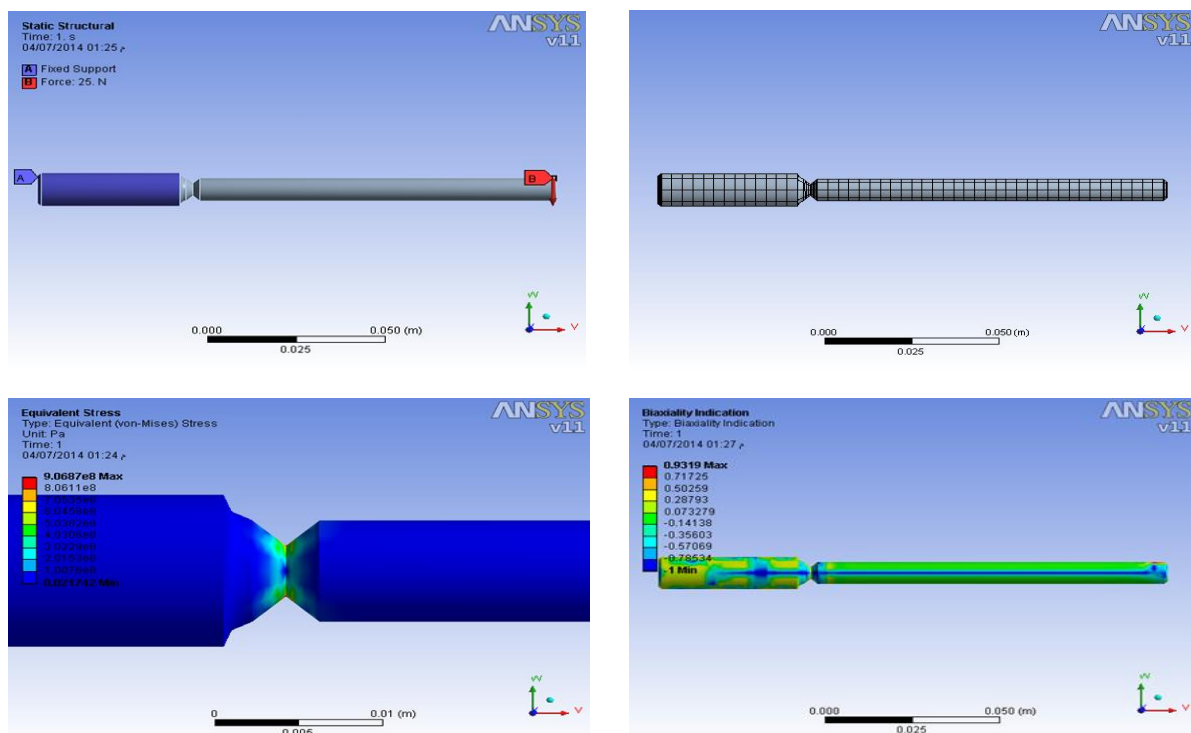 Static Structural
Time: 1. s
04/07/2014 01:25 م
A Fixed Support
B Force: 25. N
ANSYS
v11
A
B
W
V
0.000
0.050 (m)
0.025
ANSYS
v11
W
V
0.000
0.050 (m)
0.025
Equivalent Stress
Type: Equivalent (von-Mises) Stress
Unit: Pa
Time: 1
04/07/2014 01:24 م
9.0687e8 Max
8.0611e8
ANSYS
v11
W
V
0
0.01 (m)
0.005
Biaxiality Indication
Type: Biaxiality Indication
Time: 1
04/07/2014 01:27 م
0.9319 Max
0.71725
0.50259
0.28793
0.073279
-0.14138
-0.35603
-0.57069
-0.78534
-1 Min
ANSYS
v11
W
V
0.000
0.050 (m)
0.025